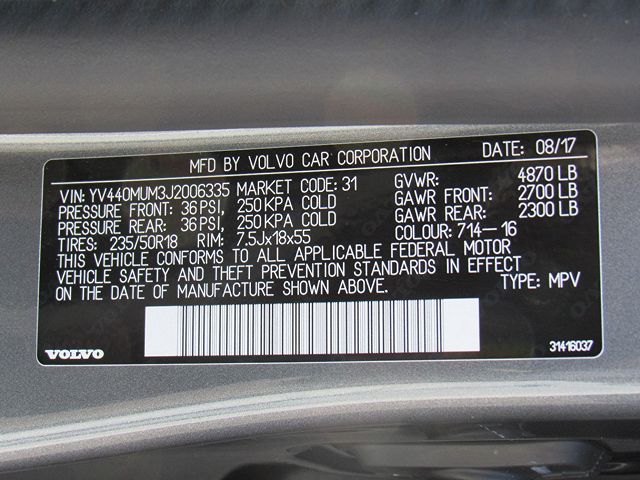 MFD BY VOLVO CAR CORPORATION DATE: 08/17
VIN: YV440MUM3J2006335 MARKET CODE: 31 GVWR: 4870 LB
PRESSURE FRONT: 36 PSI, 250 KPA COLD GAWR FRONT: 2700 LB
PRESSURE REAR: 36 PSI, 250 KPA COLD GAWR REAR: 2300 LB
TIRES: 235/50R18 RIM: 7.5Jx18x55 COLOUR: 714-16
THIS VEHICLE CONFORMS TO ALL APPLICABLE FEDERAL MOTOR
VEHICLE SAFETY AND THEFT PREVENTION STANDARDS IN EFFECT
ON THE DATE OF MANUFACTURE SHOWN ABOVE. TYPE: MPV
VOLVO 31416037